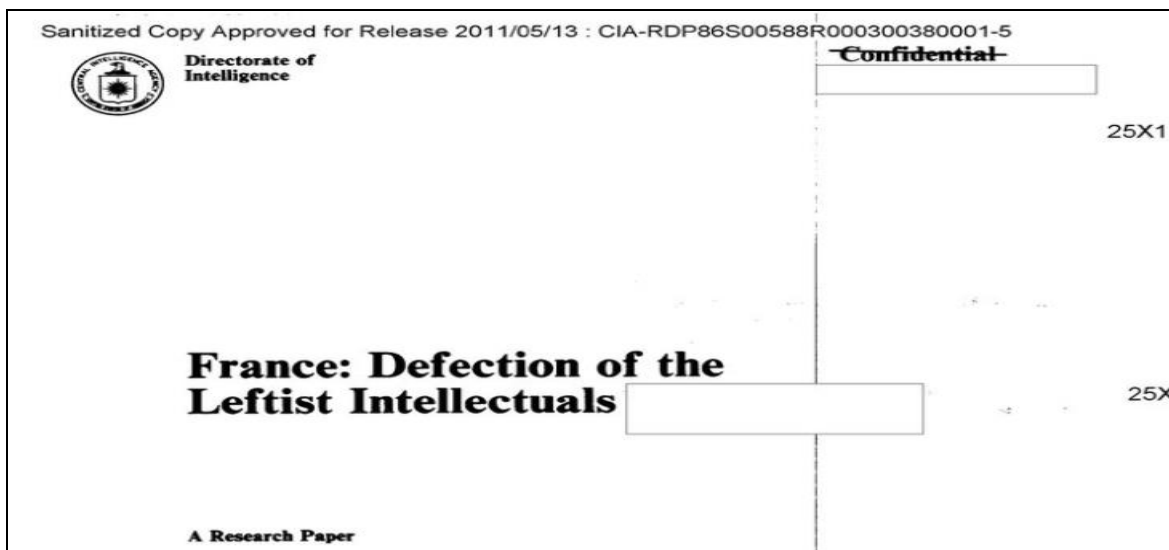 Sanitized Copy Approved for Release 2011/05/13 : CIA-RDP86S00588R000300380001-5
Directorate of
Intelligence
Confidential
25X1
France: Defection of the
Leftist Intellectuals
25X
A Research Paper